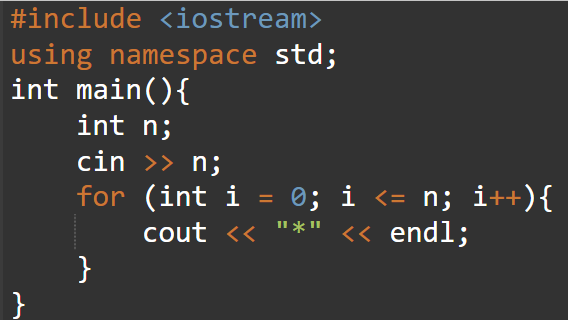 #include <iostream>
using namespace std;
int main(){
    int n;
    cin >> n;
    for (int i = 0; i <= n; i++){
        cout << "*" << endl;
    }
}